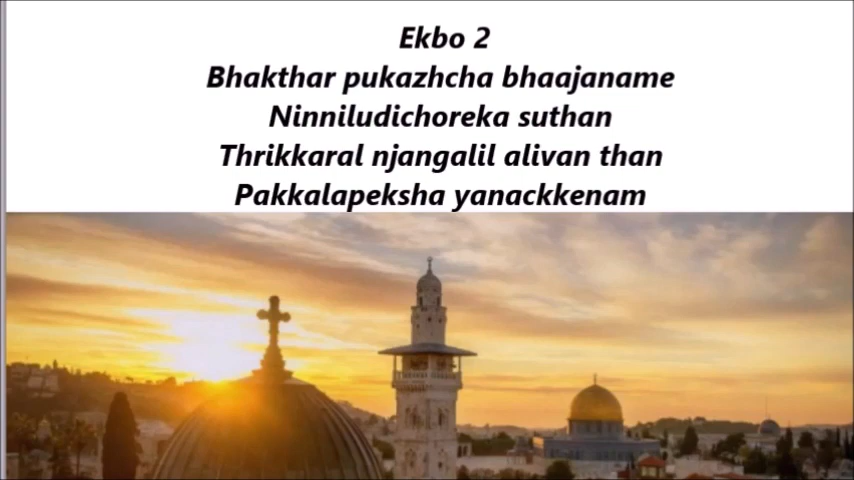 Ekbo 2
Bhakthar pukazhcha bhaajaname
Ninniludichoreka suthan
Thrikkaral njangalil alivan than
Pakkalapeksha yanackkenam